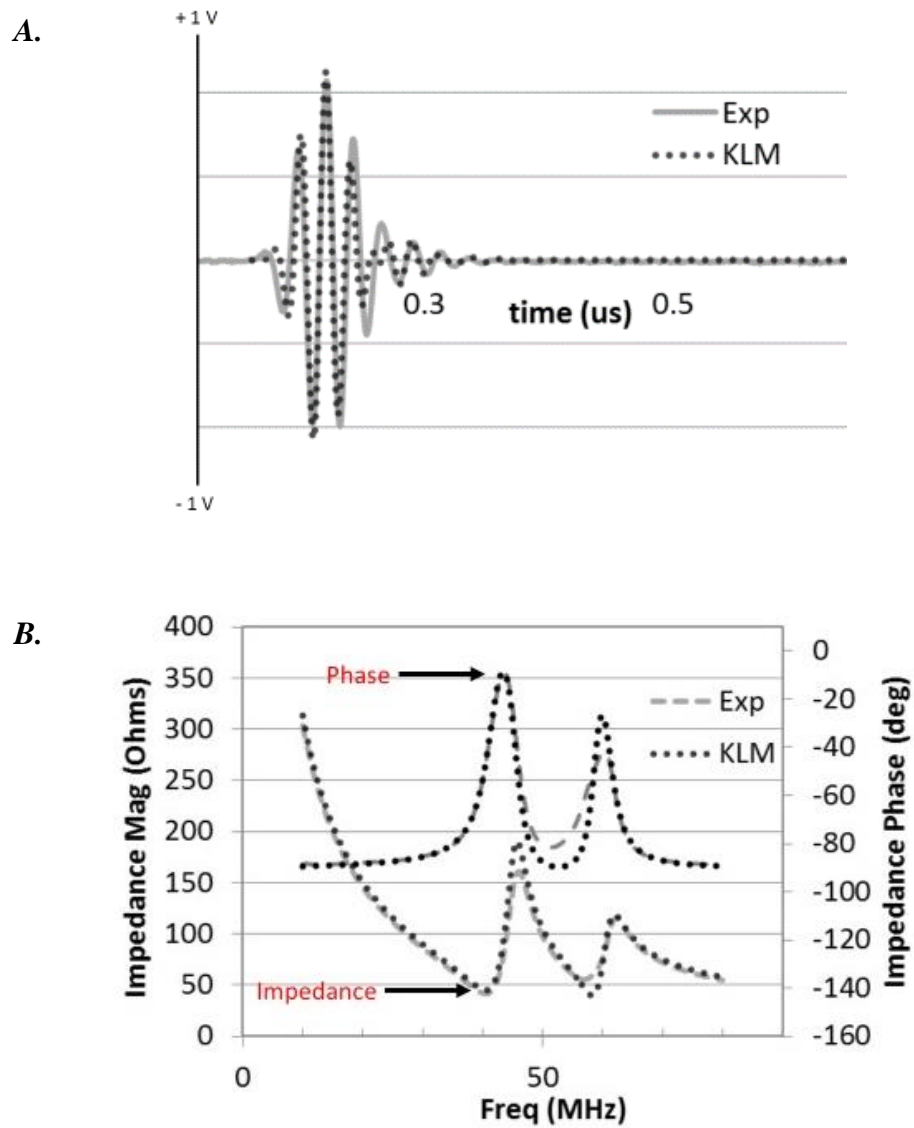 A.
+1V
Exp
KLM
0.3
time (us)
0.5
-1V
B.
400
350
300
250
200
150
100
50
0
Impedance Mag (Ohms)
Phase
Impedance
Exp
KLM
0
-20
-40
-60
-80
-100
-120
-140
-160
Impedance Phase (deg)
0
50
Freq (MHz)